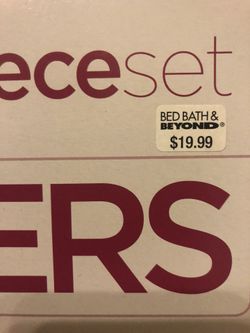 eceset
BED BATH &
BEYOND®
$19.99
ERS